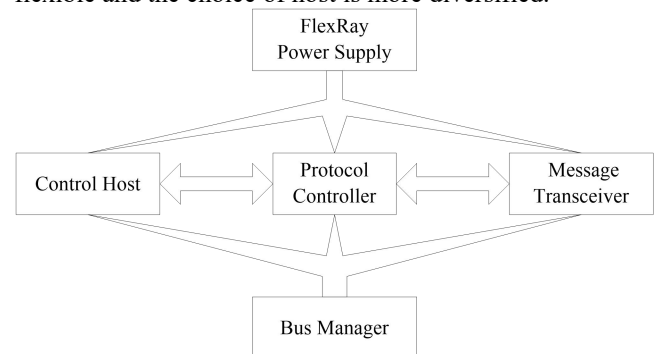 flexible and the choice of host is more diversified.
FlexRay
Power Supply
Control Host
Protocol
Controller
Message
Transceiver
Bus Manager